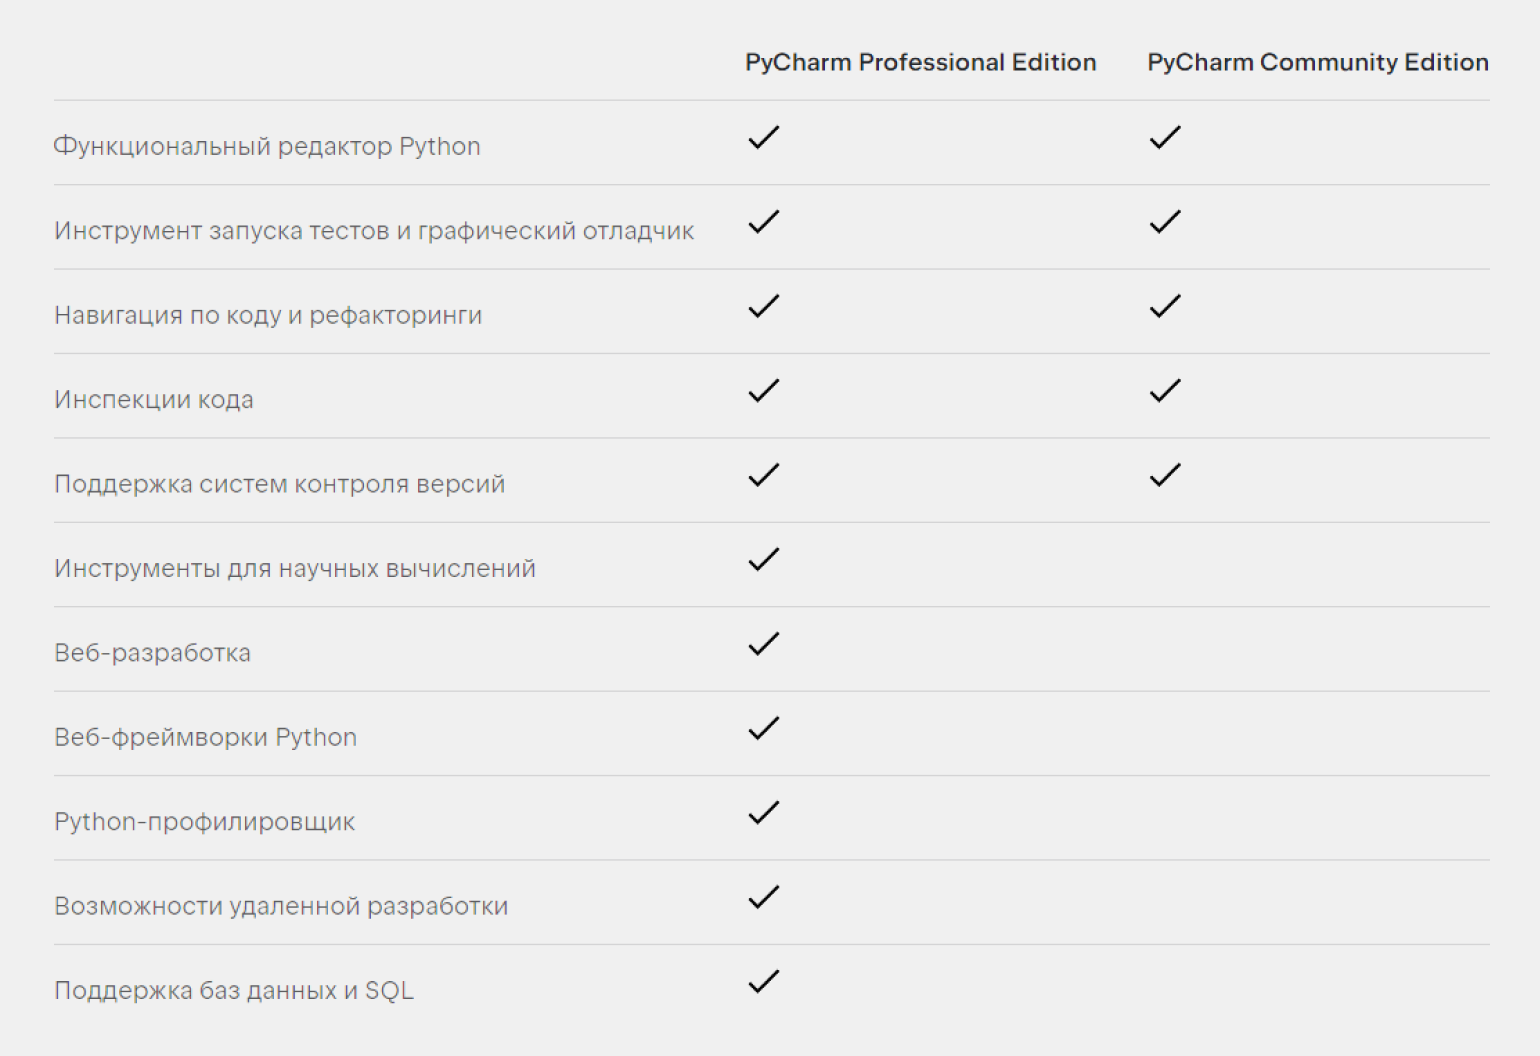 PyCharm Professional Edition PyCharm Community Edition
Функциональный редактор Python
Инструмент запуска тестов и графический отладчик
Навигация по коду и рефакторинги
Инспекции кода
Поддержка систем контроля версий
Инструменты для научных вычислений
Веб-разработка
Веб-фреймворки Python
Python-профилировщик
Возможности удаленной разработки
Поддержка баз данных и SQL